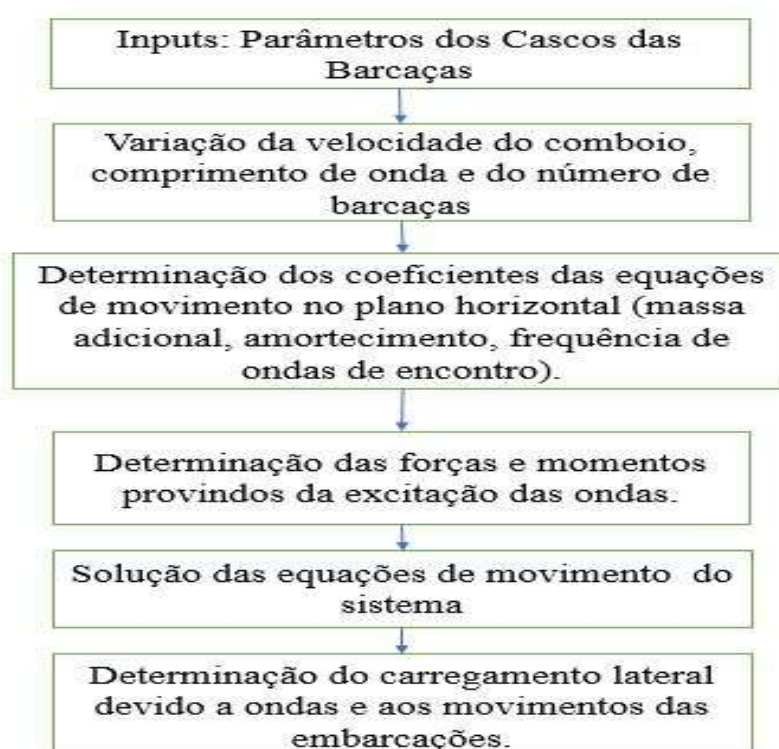 Inputs: Parâmetros dos Cascos das
Barcaças
Variação da velocidade do comboio,
comprimento de onda e do número de
barcaças
Determinação dos coeficientes das equações
de movimento no plano horizontal (massa
adicional, amortecimento, frequência de
ondas de encontro).
Determinação das forças e momentos
provindos da excitação das ondas.
Solução das equações de movimento do
sistema
Determinação do carregamento lateral
devido a ondas e aos movimentos das
embarcações.